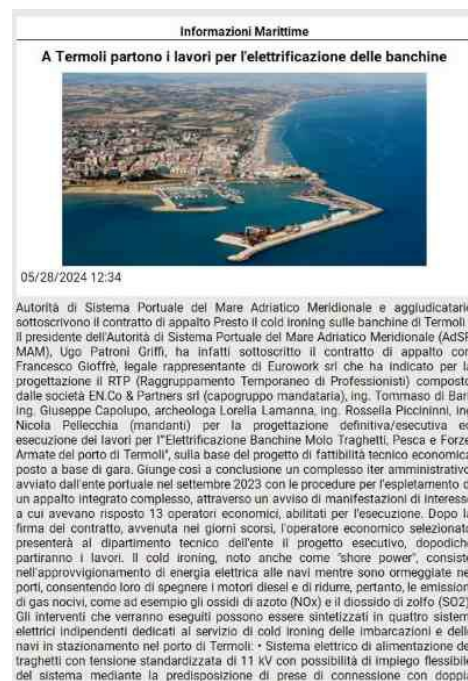 Informazioni Marittime
A Termoli partono i lavori per l'elettrificazione delle banchine
05/28/2024 12:34
Autorità di Sistema Portuale del Mare Adriatico Meridionale e aggiudicatario
sottoscrivono il contratto di appalto Presto il cold ironing sulle banchine di Termoli.
Il presidente dell'Autorità di Sistema Portuale del Mare Adriatico Meridionale (AdSP
MAM), Ugo Patroni Griffi, ha infatti sottoscritto il contratto di appalto con
Francesco Gioffrè, legale rappresentante di Eurowork srl che ha indicato per la
progettazione il RTP (Raggruppamento Temporaneo di Professionisti) composto
dalle società EN.Co & Partners srl (capogruppo mandataria), ing. Tommaso di Bari,
ing. Giuseppe Capolupo, archeologa Lorella Lamanna, ing. Rossella Piccininni, ing.
Nicola Pellecchia (mandanti) per la progettazione definitiva/esecutiva ed
esecuzione dei lavori per l'"Elettrificazione Banchine Molo Traghetti, Pesca e Forze
Armate del porto di Termoli", sulla base del progetto di fattibilità tecnico economica
posto a base di gara. Giunge così a conclusione un complesso iter amministrativo
avviato dall'ente portuale nel settembre 2023 con le procedure per l'espletamento di
un appalto integrato complesso, attraverso un avviso di manifestazioni di interesse
a cui avevano risposto 13 operatori economici, abilitati per l'esecuzione. Dopo la
firma del contratto, avvenuta nei giorni scorsi, l'operatore economico selezionato
presenterà al dipartimento tecnico dell'ente il progetto esecutivo, dopodiché
partiranno i lavori. Il cold ironing, noto anche come "shore power", consiste
nell'approvvigionamento di energia elettrica alle navi mentre sono ormeggiate nei
porti, consentendo loro di spegnere i motori diesel e di ridurre, pertanto, le emissioni
di gas nocivi, come ad esempio gli ossidi di azoto (NOx) e il diossido di zolfo (SO2).
Gli interventi che verranno eseguiti possono essere sintetizzati in quattro sistemi
elettrici indipendenti dedicati al servizio di cold ironing delle imbarcazioni e delle
navi in stazionamento nel porto di Termoli: • Sistema elettrico di alimentazione dei
traghetti con tensione standardizzata di 11 kV con possibilità di impiego flessibile
del sistema mediante la predisposizione di prese di connessione con doppia